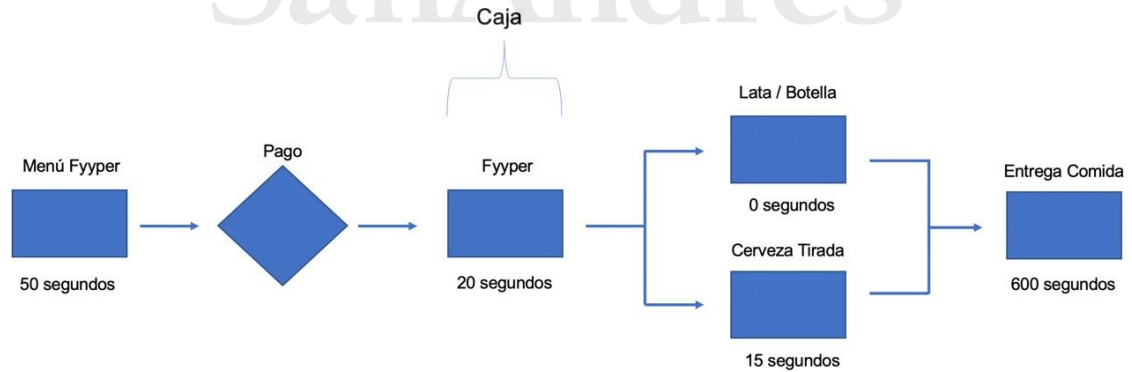 SanAndrés
Caja
Lata / Botella
Menú Fyyper
Pago
Fyyper
Entrega Comida
0 segundos
Cerveza Tirada
50 segundos
20 segundos
600 segundos
15 segundos